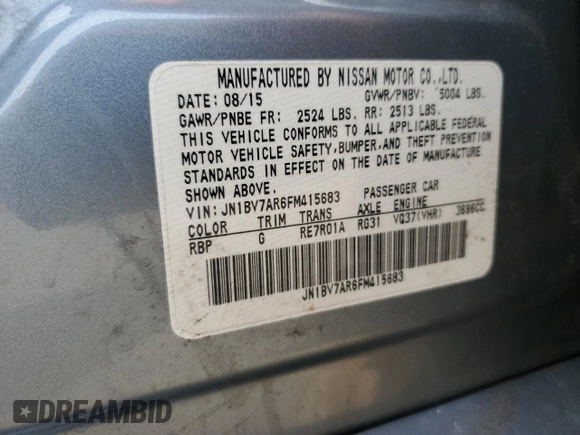 MANUFACTURED BY NISSAN MOTOR CO.,LTD.
DATE: 08/15 GVWR/PNBV: 5004 LBS.
GAWR/PNBE FR: 2524 LBS. RR: 2513 LBS.
THIS VEHICLE CONFORMS TO ALL APPLICABLE FEDERAL
MOTOR VEHICLE SAFETY, BUMPER, AND THEFT PREVENTION
STANDARDS IN EFFECT ON THE DATE OF MANUFACTURE
SHOWN ABOVE.
VIN: JN1BV7AR6FM415683 PASSENGER CAR
COLOR TRIM TRANS AXLE ENGINE
RBP G RE7R01A RG31 VQ37(VHR) 3696CC
JN1BV7AR6FM415683
DREAMBID